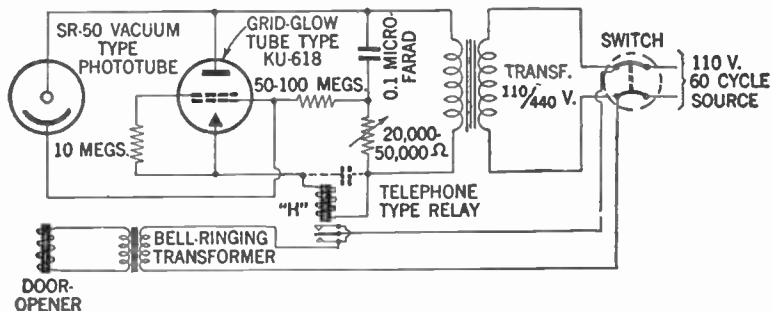 SR-50 VACUUM
TYPE
PHOTOTUBE
GRID-GLOW
TUBE TYPE
KU-618
50-100 MEGS.
0.1 MICRO-
FARAD
10 MEGS.
20,000-
50,000 Ω
TRANSF.
110/440 V.
SWITCH
110 V.
60 CYCLE
SOURCE
"H"
TELEPHONE
TYPE RELAY
BELL-RINGING
TRANSFORMER
DOOR-
OPENER